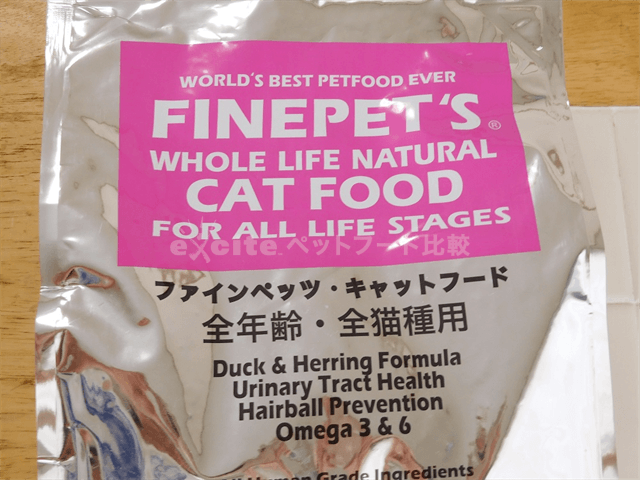 WORLD'S BEST PETFOOD EVER
FINEPET'S®
WHOLE LIFE NATURAL
CAT FOOD
FOR ALL LIFE STAGES
excite ペットフード比較
ファインペッツ・キャットフード
全年齢・全猫種用
Duck & Herring Formula
Urinary Tract Health
Hairball Prevention
Omega 3 & 6
Human Grade Ingredients